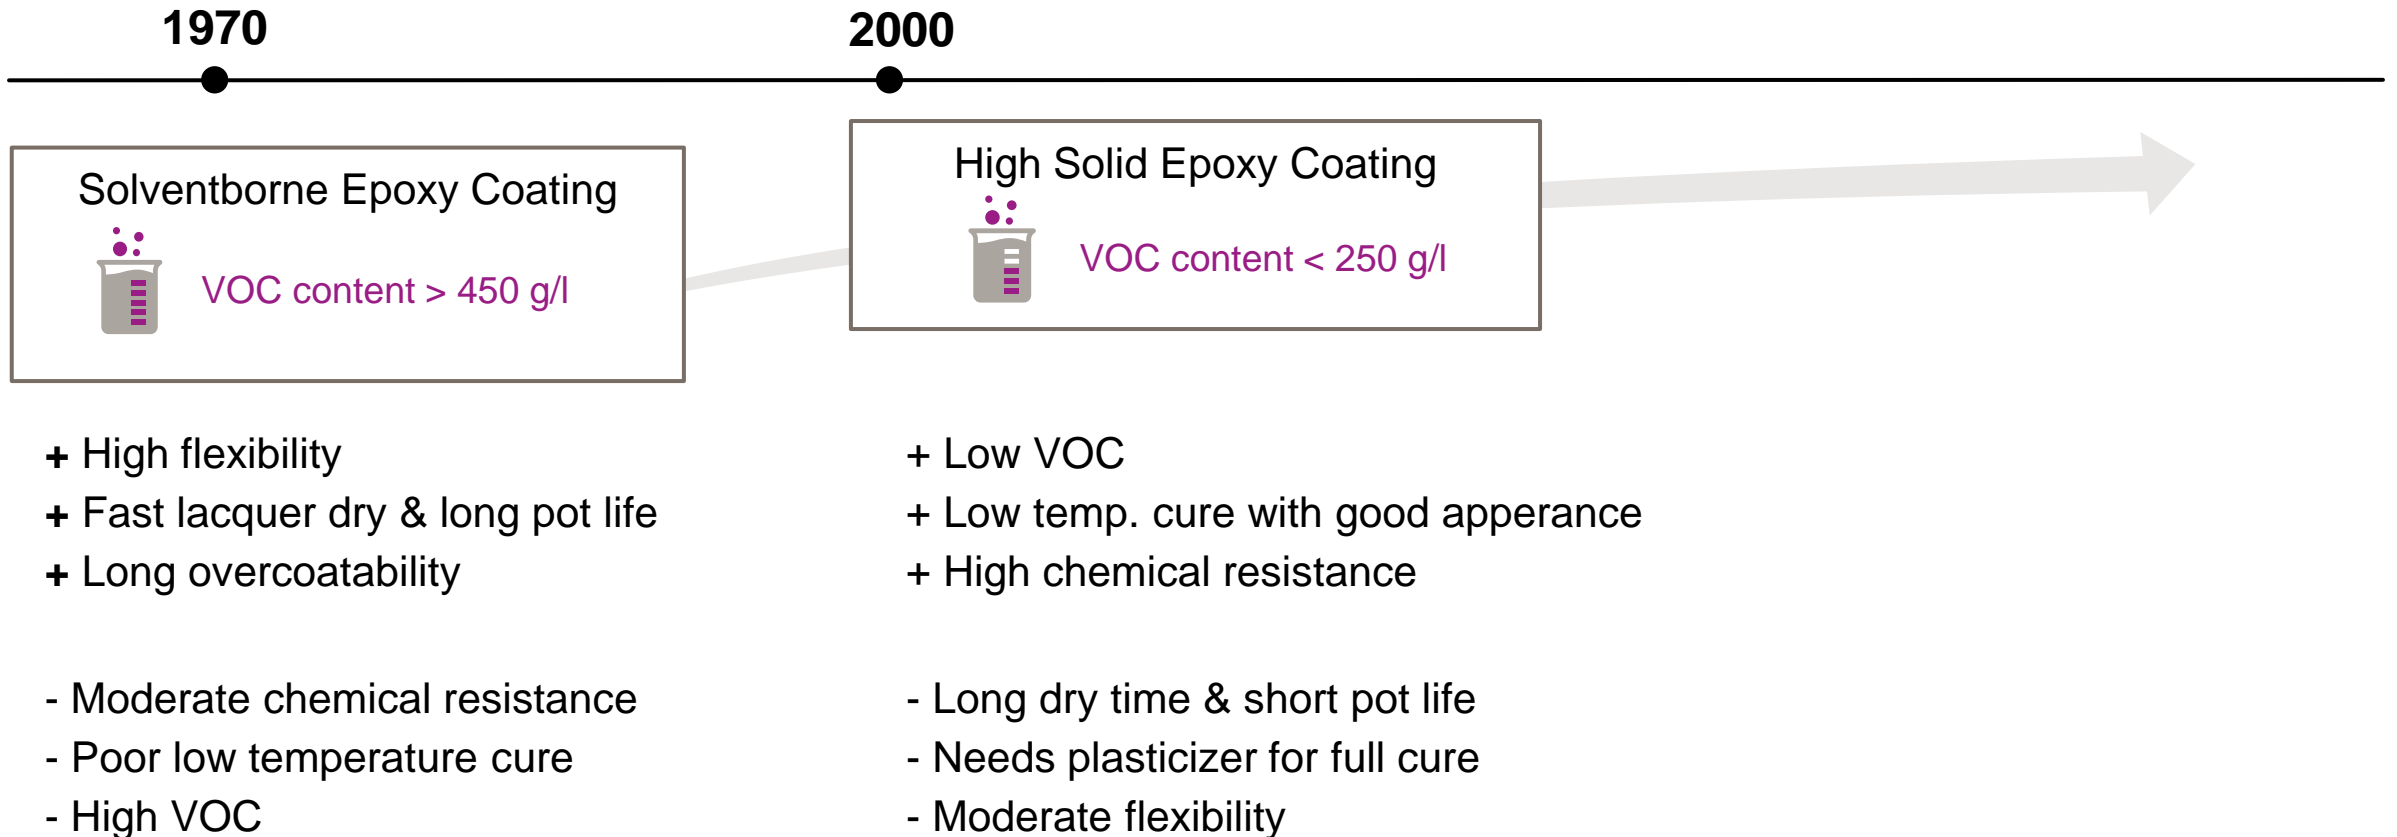 1970
2000
Solventborne Epoxy Coating
VOC content > 450 g/l
High Solid Epoxy Coating
VOC content < 250 g/l
+ High flexibility
+ Fast lacquer dry & long pot life
+ Long overcoatability
- Moderate chemical resistance
- Poor low temperature cure
- High VOC
+ Low VOC
+ Low temp. cure with good apperance
+ High chemical resistance
- Long dry time & short pot life
- Needs plasticizer for full cure
- Moderate flexibility